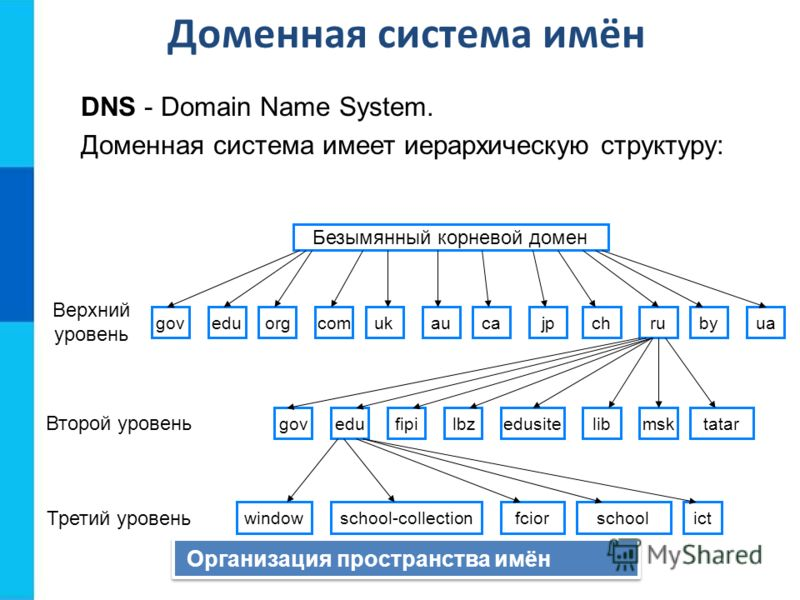 Доменная система имён
DNS - Domain Name System.
Доменная система имеет иерархическую структуру:
Безымянный корневой домен
Верхний
уровень
gov edu org com uk au ca jp ch ru by ua
Второй уровень
gov edu fipi lbz edusite lib msk tatar
Третий уровень
window school-collection fcior school ict
Организация пространства имён
MyShared